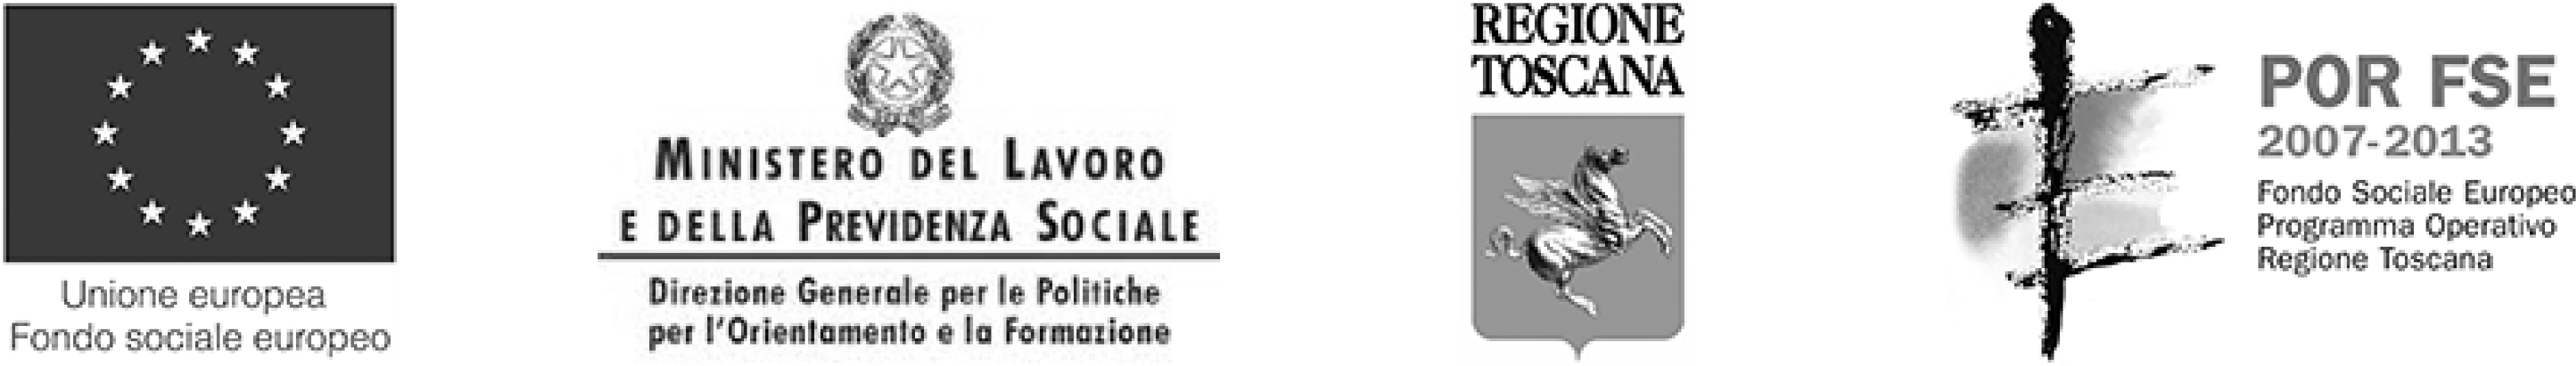 Unione europea
Fondo sociale europeo
MINISTERO DEL LAVORO
E DELLA PREVIDENZA SOCIALE
Direzione Generale per le Politiche
per l'Orientamento e la Formazione
REGIONE
TOSCANA
POR FSE
2007-2013
Fondo Sociale Europeo
Programma Operativo
Regione Toscana